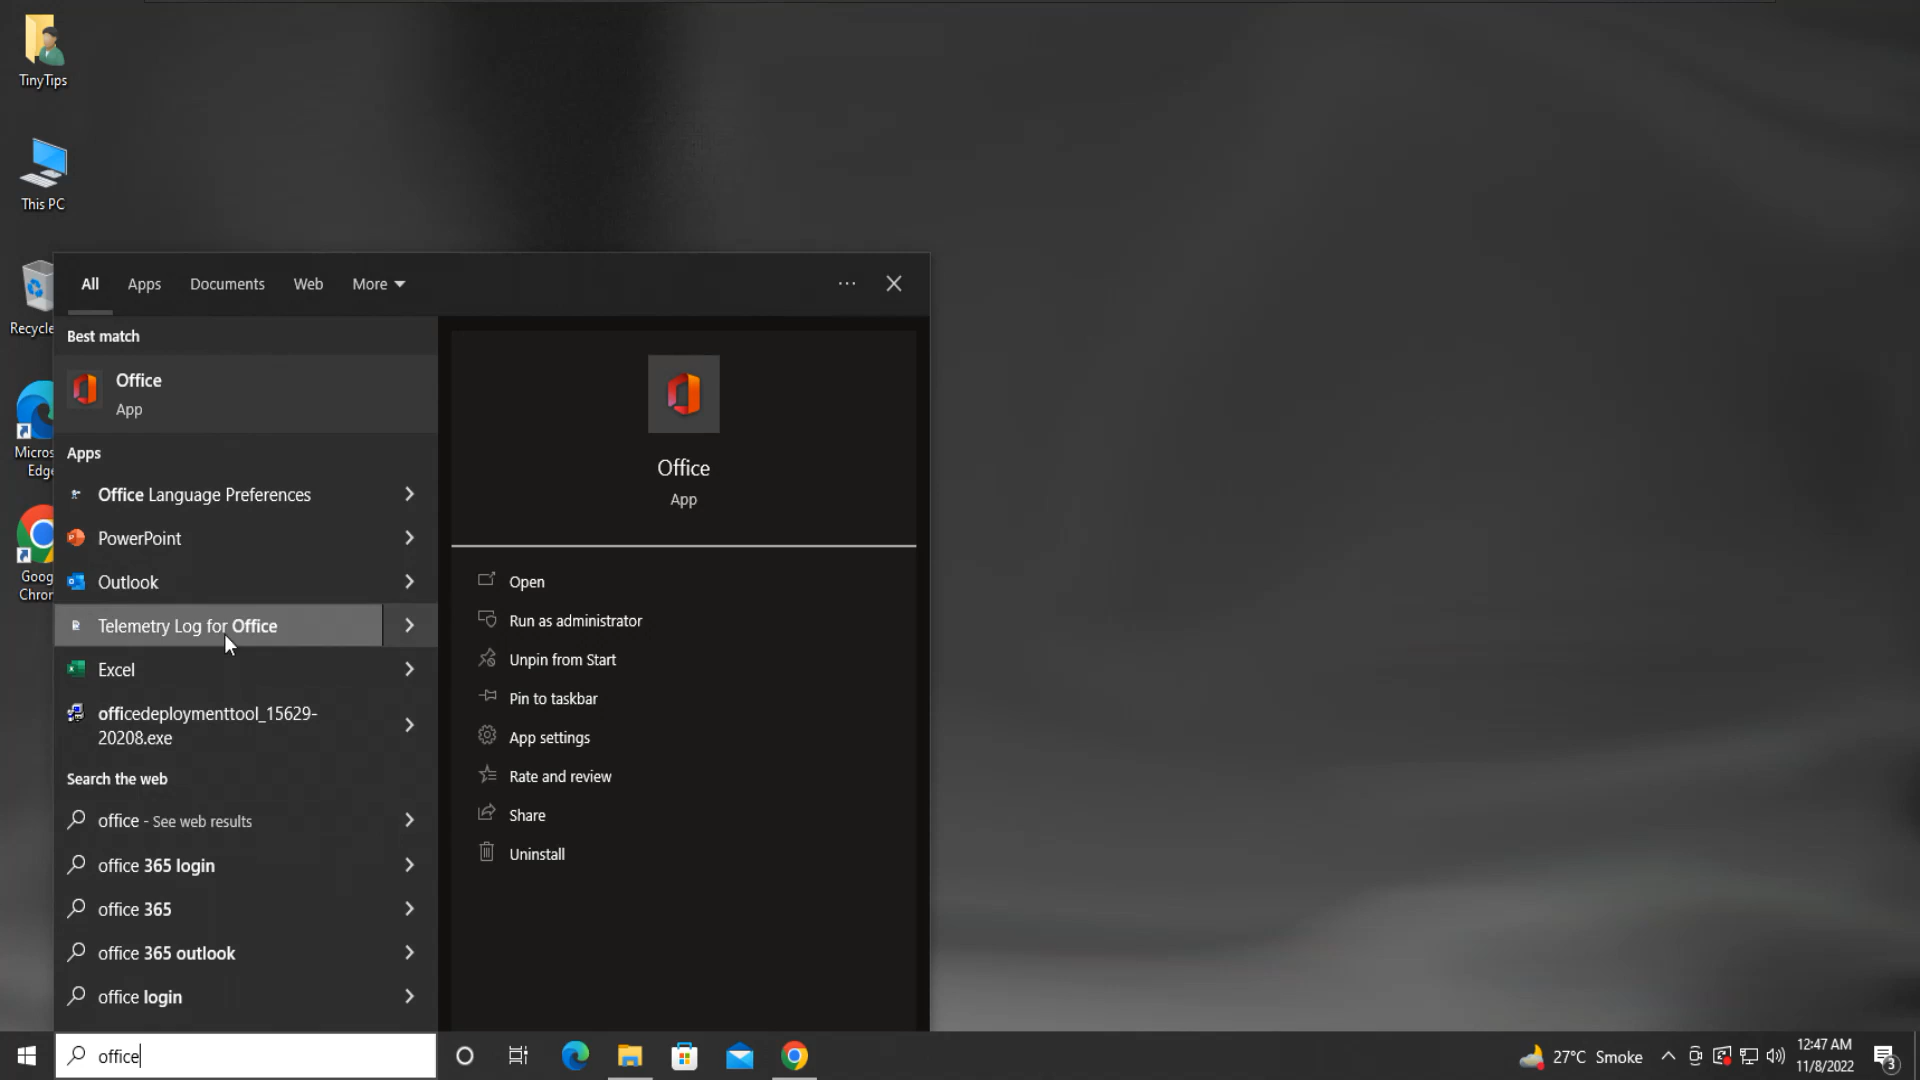 TinyTips
This PC
Recycle
Micros
Edge
Goog
Chron
All Apps Documents Web More
Best match
Office
App
Apps
Office Language Preferences
PowerPoint
Outlook
Telemetry Log for Office
Excel
officedeploymenttool_15629-
20208.exe
Search the web
office - See web results
office 365 login
office 365
office 365 outlook
office login
Office
App
Open
Run as administrator
Unpin from Start
Pin to taskbar
App settings
Rate and review
Share
Uninstall
office
27°C Smoke
12:47 AM
11/8/2022
3